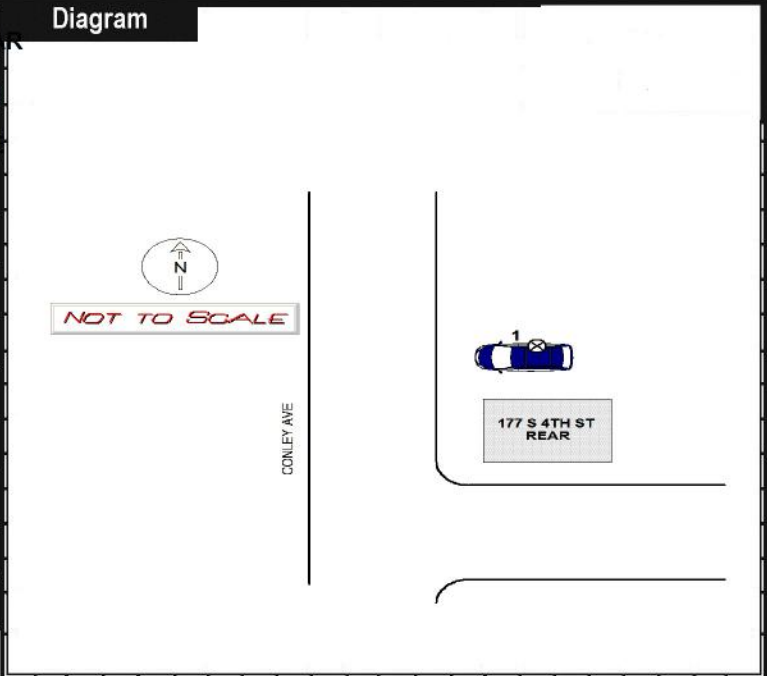 Diagram
R
N
NOT TO SCALE
1
177 S 4TH ST
REAR
CONLEY AVE